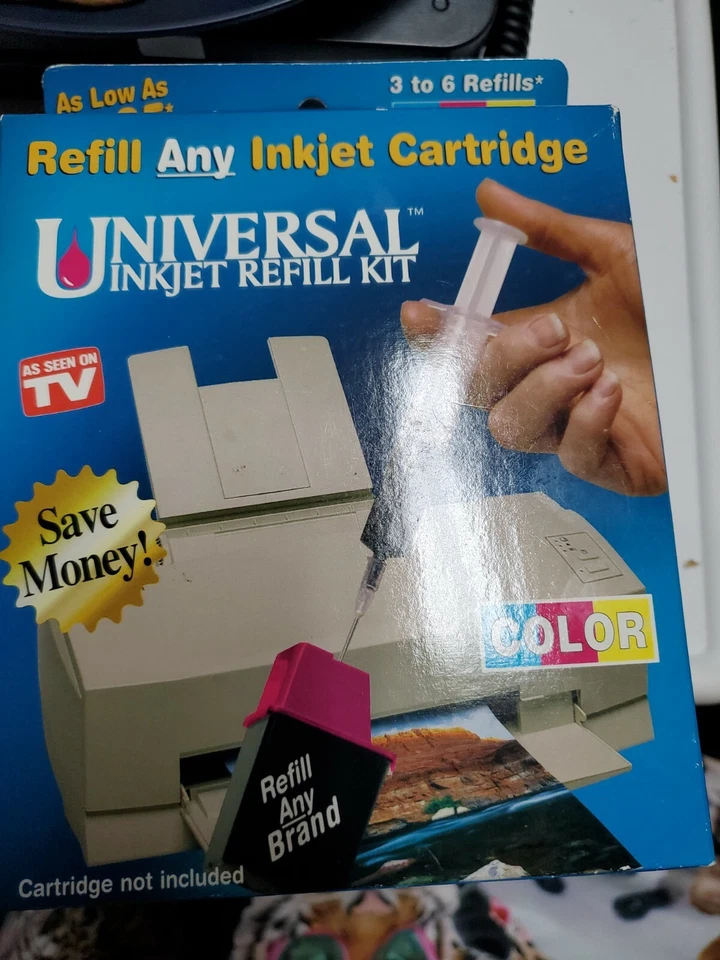 As Low As
3 to 6 Refills*
Refill Any Inkjet Cartridge
UNIVERSAL™
INKJET REFILL KIT
AS SEEN ON
TV
Save
Money!
COLOR
Refill
Any
Brand
Cartridge not included